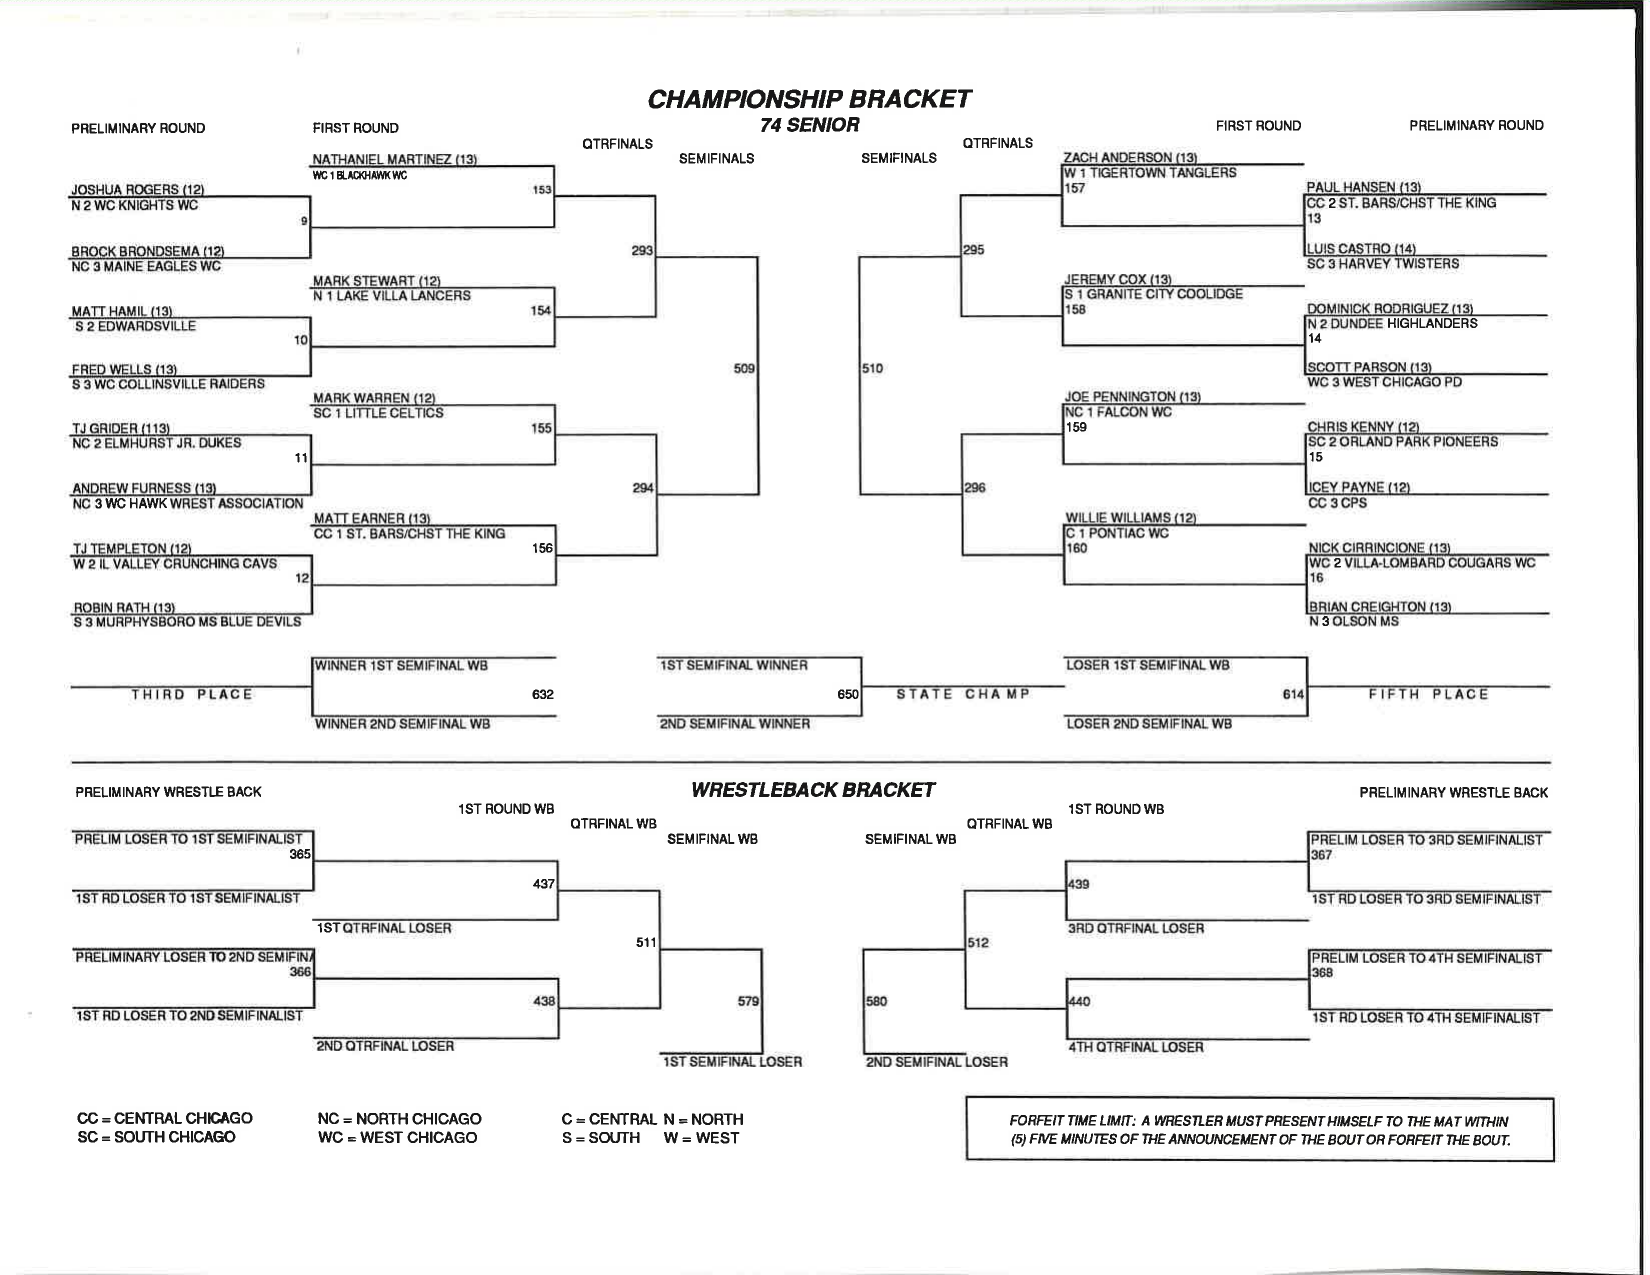 CHAMPIONSHIP BRACKET
74 SENIOR
PRELIMINARY ROUND
FIRST ROUND
QTRFINALS
SEMIFINALS
SEMIFINALS
QTRFINALS
FIRST ROUND
PRELIMINARY ROUND
NATHANIEL MARTINEZ (13)
WC 1 BLACKHAWK WC
153
JOSHUA ROGERS (12)
N 2 WC KNIGHTS WC
9
BROCK BRONDSEMA (12)
NC 3 MAINE EAGLES WC
293
MARK STEWART (12)
N 1 LAKE VILLA LANCERS
154
MATT HAMIL (13)
S 2 EDWARDSVILLE
10
FRED WELLS (13)
S 3 WC COLLINSVILLE RAIDERS
509
MARK WARREN (12)
SC 1 LITTLE CELTICS
155
TJ GRIDER (113)
NC 2 ELMHURST JR. DUKES
11
ANDREW FURNESS (13)
NC 3 WC HAWK WREST ASSOCIATION
294
MATT EARNER (13)
CC 1 ST. BARS/CHST THE KING
156
TJ TEMPLETON (12)
W 2 IL VALLEY CRUNCHING CAVS
12
ROBIN RATH (13)
S 3 MURPHYSBORO MS BLUE DEVILS
ZACH ANDERSON (13)
W 1 TIGERTOWN TANGLERS
157
PAUL HANSEN (13)
CC 2 ST. BARS/CHST THE KING
13
LUIS CASTRO (14)
SC 3 HARVEY TWISTERS
295
JEREMY COX (13)
S 1 GRANITE CITY COOLIDGE
158
DOMINICK RODRIGUEZ (13)
N 2 DUNDEE HIGHLANDERS
14
SCOTT PARSON (13)
WC 3 WEST CHICAGO PD
510
JOE PENNINGTON (13)
NC 1 FALCON WC
159
CHRIS KENNY (12)
SC 2 ORLAND PARK PIONEERS
15
ICEY PAYNE (12)
CC 3 CPS
296
WILLIE WILLIAMS (12)
C 1 PONTIAC WC
160
NICK CIRRINCIONE (13)
WC 2 VILLA-LOMBARD COUGARS WC
16
BRIAN CREIGHTON (13)
N 3 OLSON MS
WINNER 1ST SEMIFINAL WB
THIRD PLACE
632
WINNER 2ND SEMIFINAL WB
1ST SEMIFINAL WINNER
650
STATE CHAMP
2ND SEMIFINAL WINNER
LOSER 1ST SEMIFINAL WB
614
FIFTH PLACE
LOSER 2ND SEMIFINAL WB
WRESTLEBACK BRACKET
PRELIMINARY WRESTLE BACK
1ST ROUND WB
QTRFINAL WB
SEMIFINAL WB
SEMIFINAL WB
QTRFINAL WB
1ST ROUND WB
PRELIMINARY WRESTLE BACK
PRELIM LOSER TO 1ST SEMIFINALIST
365
1ST RD LOSER TO 1ST SEMIFINALIST
437
1ST QTRFINAL LOSER
511
PRELIMINARY LOSER TO 2ND SEMIFINA
366
1ST RD LOSER TO 2ND SEMIFINALIST
438
2ND QTRFINAL LOSER
579
1ST SEMIFINAL LOSER
PRELIM LOSER TO 3RD SEMIFINALIST
367
1ST RD LOSER TO 3RD SEMIFINALIST
439
3RD QTRFINAL LOSER
512
PRELIM LOSER TO 4TH SEMIFINALIST
368
1ST RD LOSER TO 4TH SEMIFINALIST
440
4TH QTRFINAL LOSER
580
2ND SEMIFINAL LOSER
CC = CENTRAL CHICAGO
SC = SOUTH CHICAGO
NC = NORTH CHICAGO
WC = WEST CHICAGO
C = CENTRAL N = NORTH
S = SOUTH W = WEST
FORFEIT TIME LIMIT: A WRESTLER MUST PRESENT HIMSELF TO THE MAT WITHIN
(5) FIVE MINUTES OF THE ANNOUNCEMENT OF THE BOUT OR FORFEIT THE BOUT.